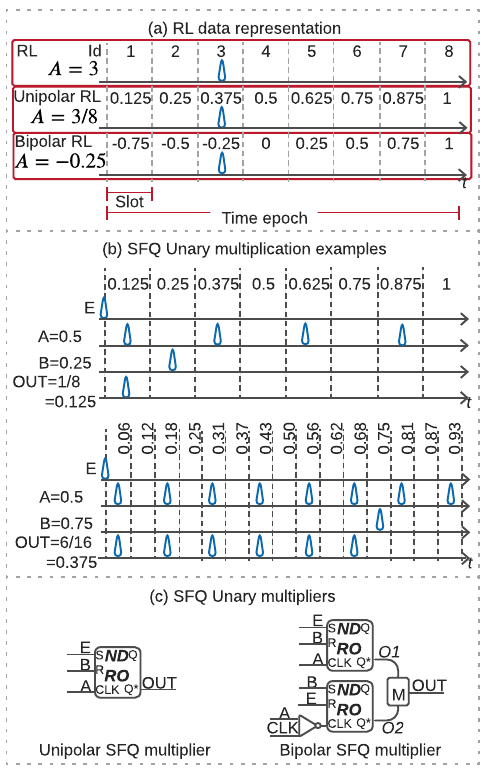 (a) RL data representation
RL Id 1 2 3 4 5 6 7 8
A = 3
Unipolar RL 0.125 0.25 0.375 0.5 0.625 0.75 0.875 1
A = 3/8
Bipolar RL -0.75 -0.5 -0.25 0 0.25 0.5 0.75 1
A = −0.25
t
Slot
Time epoch
(b) SFQ Unary multiplication examples
0.125 0.25 0.375 0.5 0.625 0.75 0.875 1
E
A=0.5
B=0.25
OUT=1/8
=0.125
t
0.06 0.12 0.18 0.25 0.31 0.37 0.43 0.50 0.56 0.62 0.68 0.75 0.81 0.87 0.93
E
A=0.5
B=0.75
OUT=6/16
=0.375
t
(c) SFQ Unary multipliers
E S NDQ
B R RO
A CLK Q* OUT
Unipolar SFQ multiplier
E S NDQ
B R RO O1
A CLK Q*
M OUT
B S NDQ
E R RO
A CLK CLK Q* O2
Bipolar SFQ multiplier